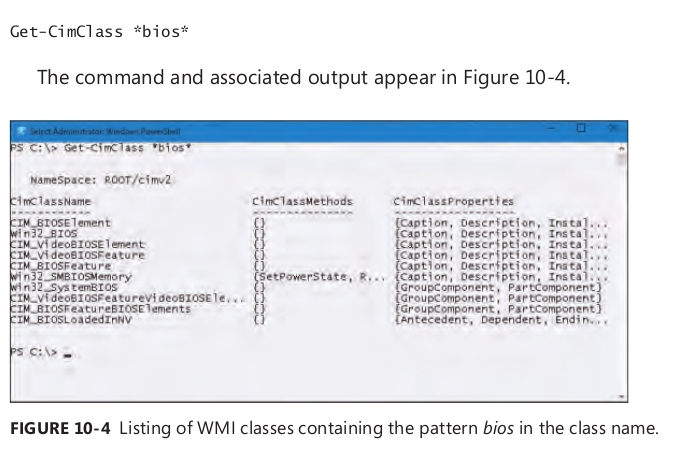 Get-CimClass *bios*
The command and associated output appear in Figure 10-4.
Select Administrator: Windows PowerShell
PS C:\> Get-CimClass *bios*
NameSpace: ROOT/cimv2
CimClassName CimClassMethods CimClassProperties
------------ --------------- ------------------
CIM_BIOSElement {} {Caption, Description, Instal...
Win32_BIOS {} {Caption, Description, Instal...
CIM_VideoBIOSElement {} {Caption, Description, Instal...
CIM_VideoBIOSFeature {} {Caption, Description, Instal...
CIM_BIOSFeature {} {Caption, Description, Instal...
Win32_SMBIOSMemory {SetPowerState, R... {Caption, Description, Instal...
Win32_SystemBIOS {} {GroupComponent, PartComponent}
CIM_VideoBIOSFeatureVideoBIOSEle... {} {GroupComponent, PartComponent}
CIM_BIOSFeatureBIOSElements {} {GroupComponent, PartComponent}
CIM_BIOSLoadedInNV {} {Antecedent, Dependent, Endin...
PS C:\> _
FIGURE 10-4 Listing of WMI classes containing the pattern bios in the class name.